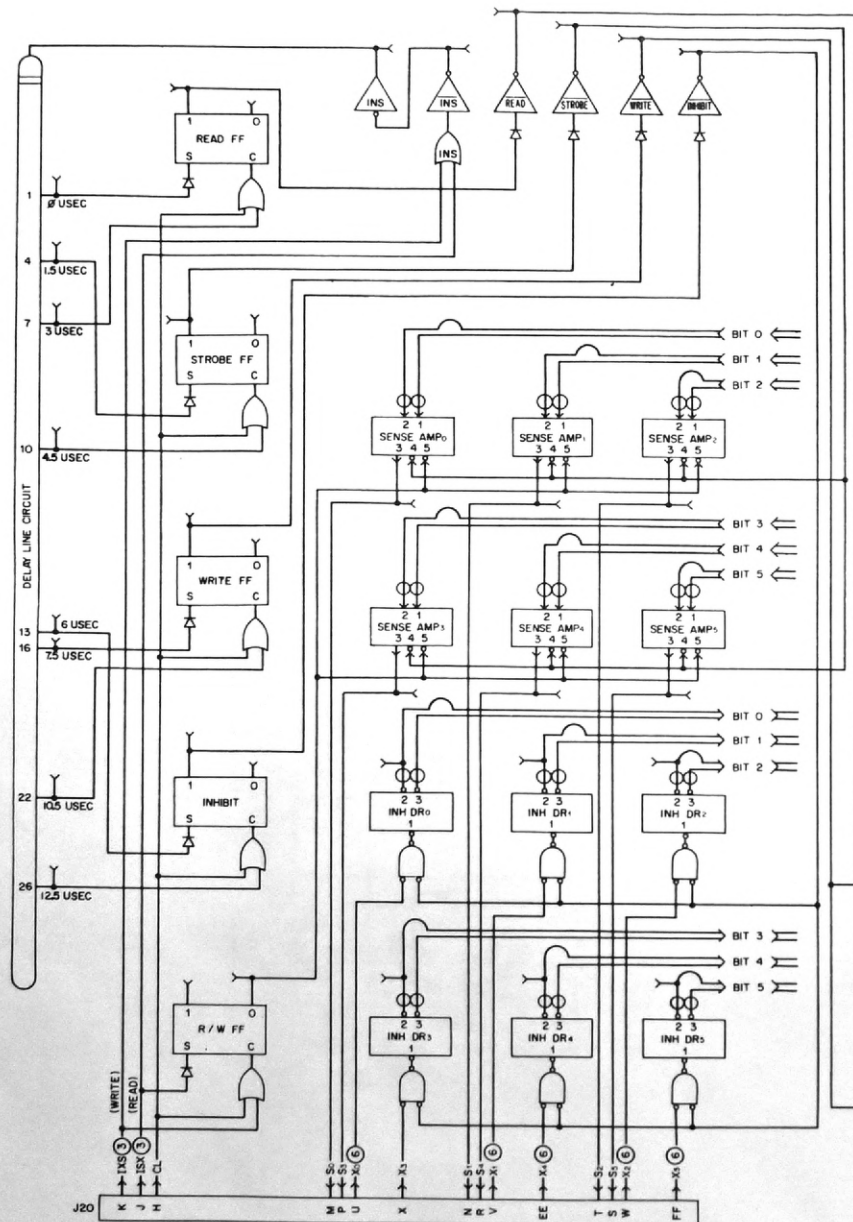 INS
INS
READ
STROBE
WRITE
INHIBIT
INS
1 0
READ FF
S C
1
Ø USEC
4
1.5 USEC
7
3 USEC
1 0
STROBE FF
S C
10
4.5 USEC
DELAY LINE CIRCUIT
1 0
WRITE FF
S C
13
6 USEC
16
7.5 USEC
1 0
INHIBIT
S C
22
10.5 USEC
26
12.5 USEC
1 0
R/W FF
S C
BIT 0
BIT 1
BIT 2
2 1
SENSE AMP0
3 4 5
2 1
SENSE AMP1
3 4 5
2 1
SENSE AMP2
3 4 5
BIT 3
BIT 4
BIT 5
2 1
SENSE AMP3
3 4 5
2 1
SENSE AMP4
3 4 5
2 1
SENSE AMP5
3 4 5
BIT 0
BIT 1
BIT 2
2 3
INH DR0
1
2 3
INH DR1
1
2 3
INH DR2
1
BIT 3
BIT 4
BIT 5
2 3
INH DR3
1
2 3
INH DR4
1
2 3
INH DR5
1
(WRITE)
(READ)
IXS 3
ISX 3
CL
S0
S3
X0 6
X3
S1
S4
X1 6
X4 6
S2
S5
X2 6
X5 6
J20
K
J
H
M
P
U
X
N
R
V
EE
T
S
W
FF